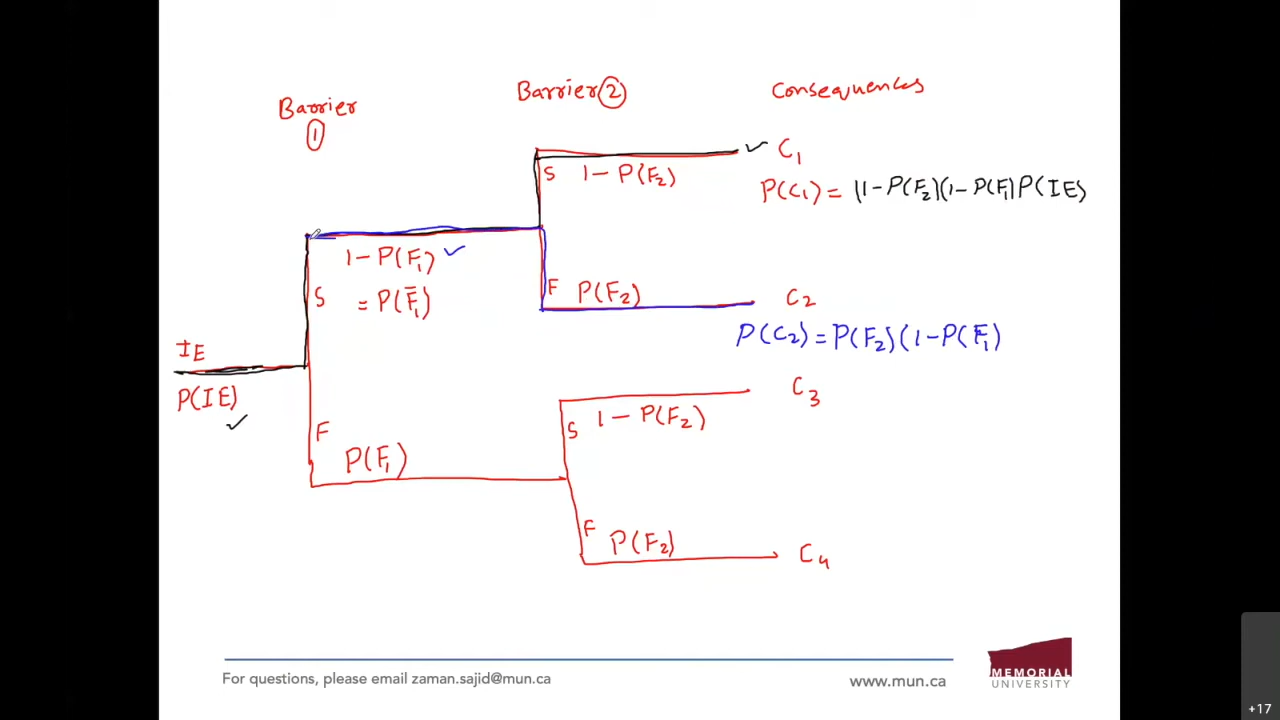 Barrier
1
Barrier 2
Consequences
S 1 - P(F₂)
C₁
P(C₁) = (1 - P(F₂)(1 - P(F₁)P(IE)
1 - P(F₁) ✓
S = P(F̄₁)
F P(F₂)
C₂
P(C₂) = P(F₂)(1 - P(F₁)
IE
P(IE)
F
P(F₁)
S 1 - P(F₂)
C₃
F P(F₂)
C₄
For questions, please email zaman.sajid@mun.ca
www.mun.ca
MEMORIAL
UNIVERSITY
+17